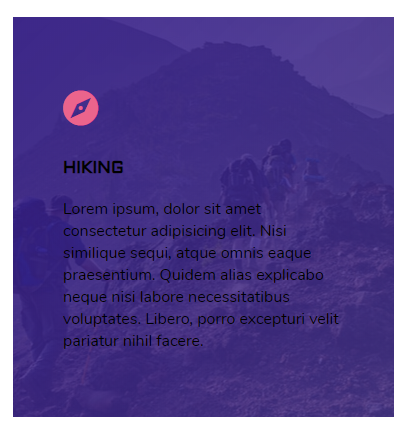 HIKING
Lorem ipsum, dolor sit amet
consectetur adipisicing elit. Nisi
similique sequi, atque omnis eaque
praesentium. Quidem alias explicabo
neque nisi labore necessitatibus
voluptates. Libero, porro excepturi velit
pariatur nihil facere.